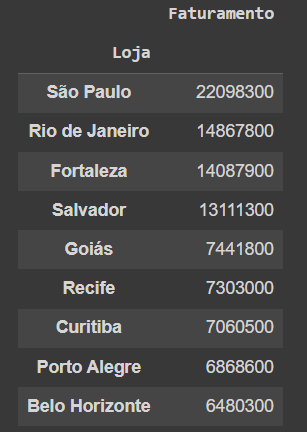 Faturamento
Loja
São Paulo 22098300
Rio de Janeiro 14867800
Fortaleza 14087900
Salvador 13111300
Goiás 7441800
Recife 7303000
Curitiba 7060500
Porto Alegre 6868600
Belo Horizonte 6480300